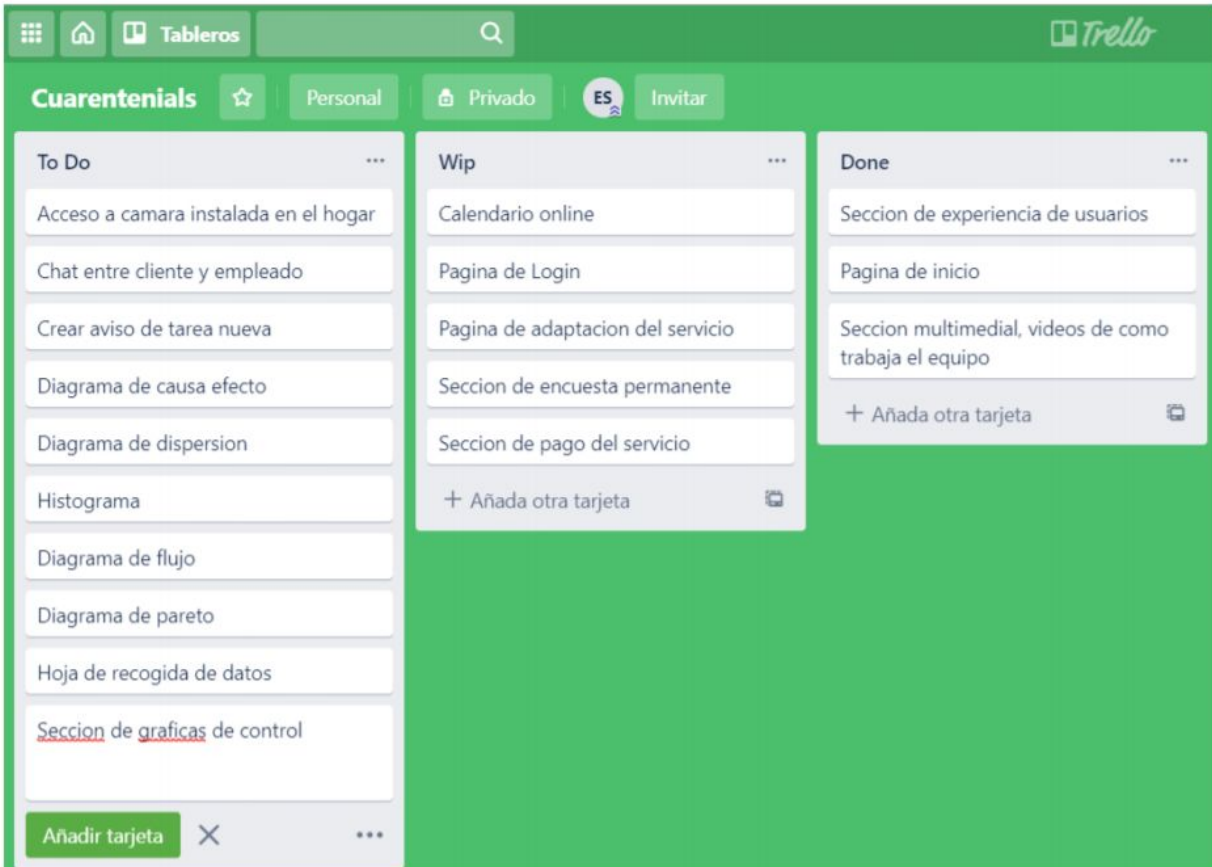 Tableros
Trello
Cuarentenials
Personal
Privado
ES
Invitar
To Do
Acceso a camara instalada en el hogar
Chat entre cliente y empleado
Crear aviso de tarea nueva
Diagrama de causa efecto
Diagrama de dispersion
Histograma
Diagrama de flujo
Diagrama de pareto
Hoja de recogida de datos
Seccion de graficas de control
Añadir tarjeta
Wip
Calendario online
Pagina de Login
Pagina de adaptacion del servicio
Seccion de encuesta permanente
Seccion de pago del servicio
+ Añada otra tarjeta
Done
Seccion de experiencia de usuarios
Pagina de inicio
Seccion multimedial, videos de como
trabaja el equipo
+ Añada otra tarjeta